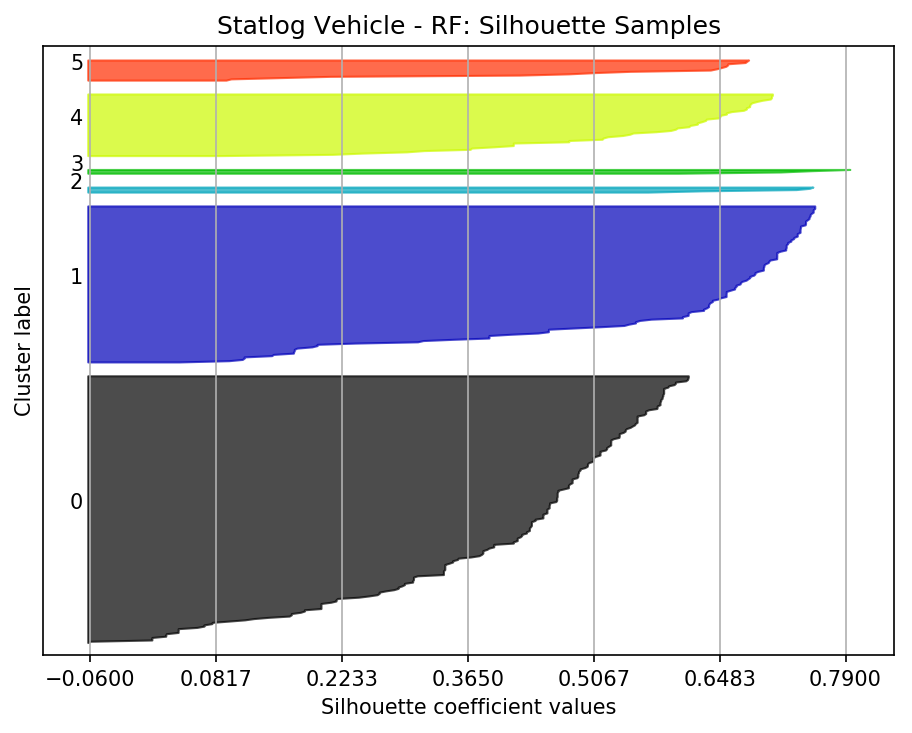 Statlog Vehicle - RF: Silhouette Samples
Cluster label
5
4
3
2
1
0
−0.0600 0.0817 0.2233 0.3650 0.5067 0.6483 0.7900
Silhouette coefficient values